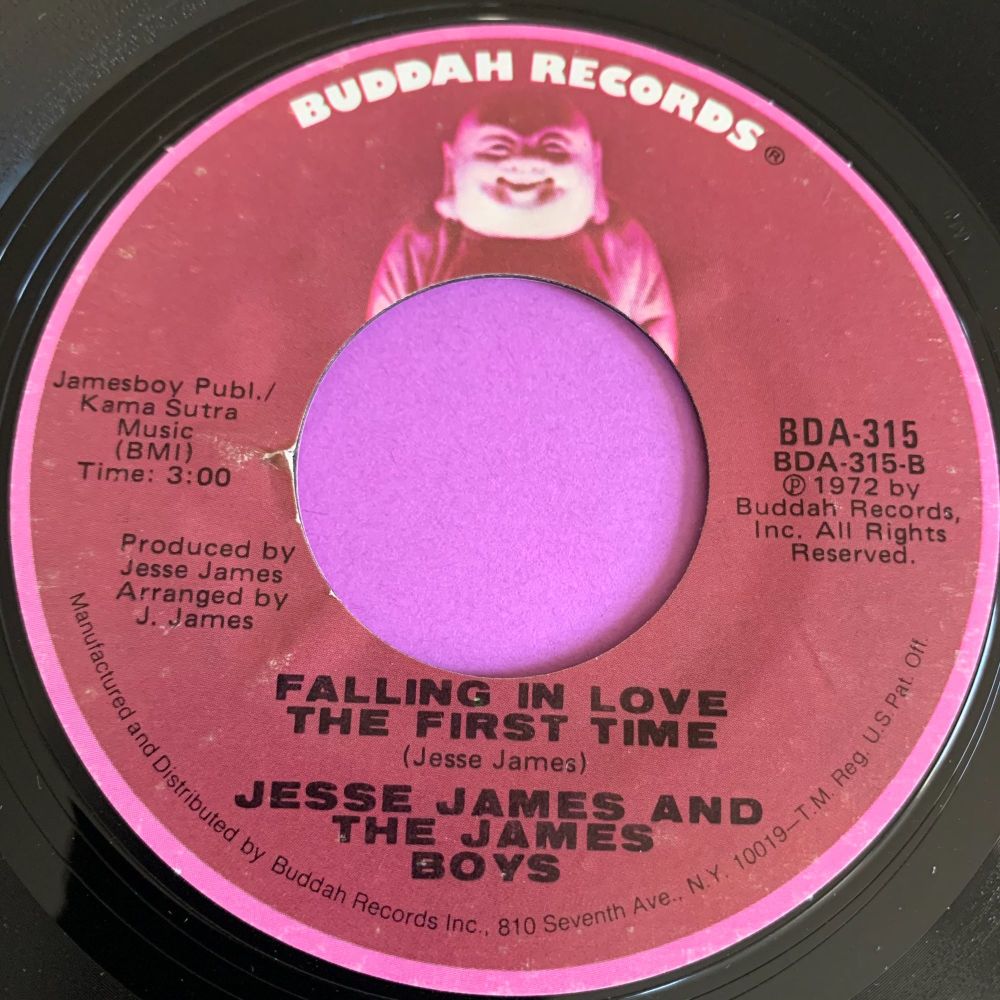 BUDDAH RECORDS ®
Jamesboy Publ./
Kama Sutra
Music
(BMI)
Time: 3:00
Produced by
Jesse James
Arranged by
J. James
BDA-315
BDA-315-B
℗ 1972 by
Buddah Records,
Inc. All Rights
Reserved.
FALLING IN LOVE
THE FIRST TIME
(Jesse James)
JESSE JAMES AND
THE JAMES
BOYS
Manufactured and Distributed by Buddah Records Inc., 810 Seventh Ave., N.Y. 10019–T.M. Reg. U.S. Pat. Off.